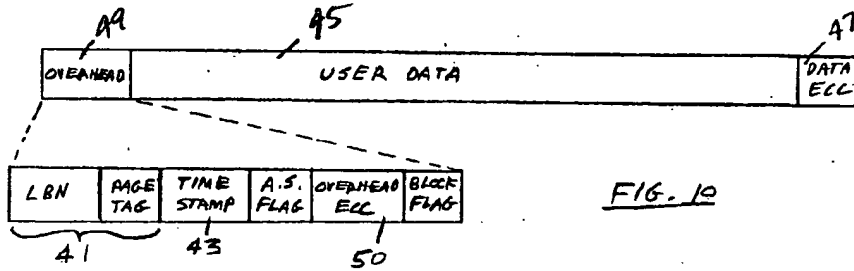 49 45 47
OVERHEAD USER DATA DATA ECC
LBN PAGE TAG TIME STAMP A.S. FLAG OVERHEAD ECC BLOCK FLAG
41 43 50
FIG. 10